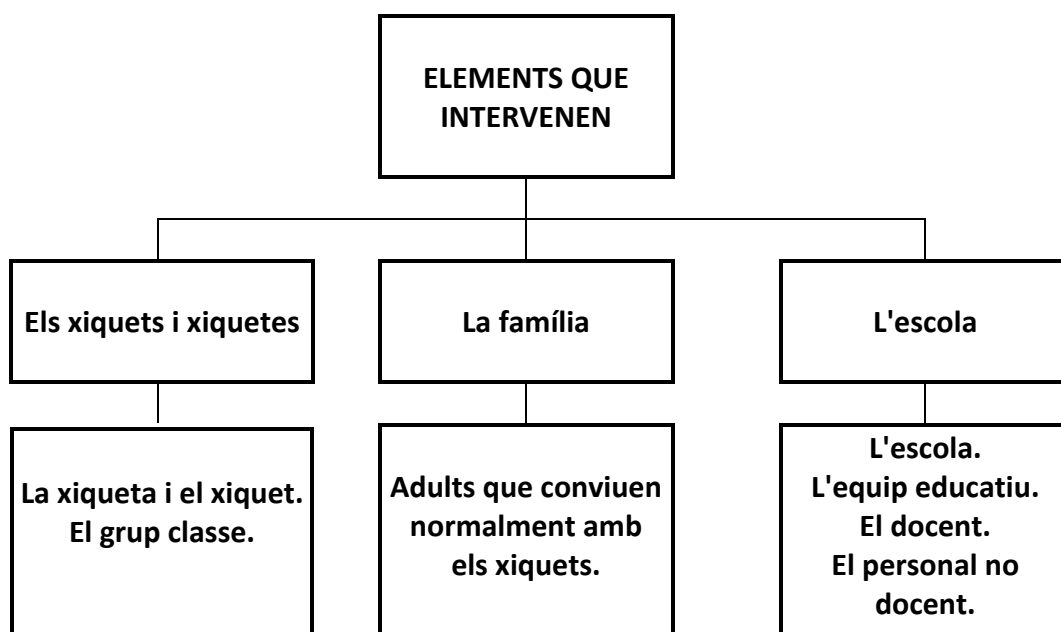 ELEMENTS QUE
INTERVENEN
Els xiquets i xiquetes
La família
L'escola
La xiqueta i el xiquet.
El grup classe.
Adults que conviuen
normalment amb
els xiquets.
L'escola.
L'equip educatiu.
El docent.
El personal no
docent.